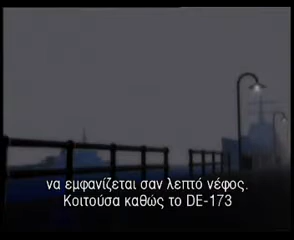 να εμφανίζεται σαν λεπτό νέφος.
Κοιτούσα καθώς το DE-173